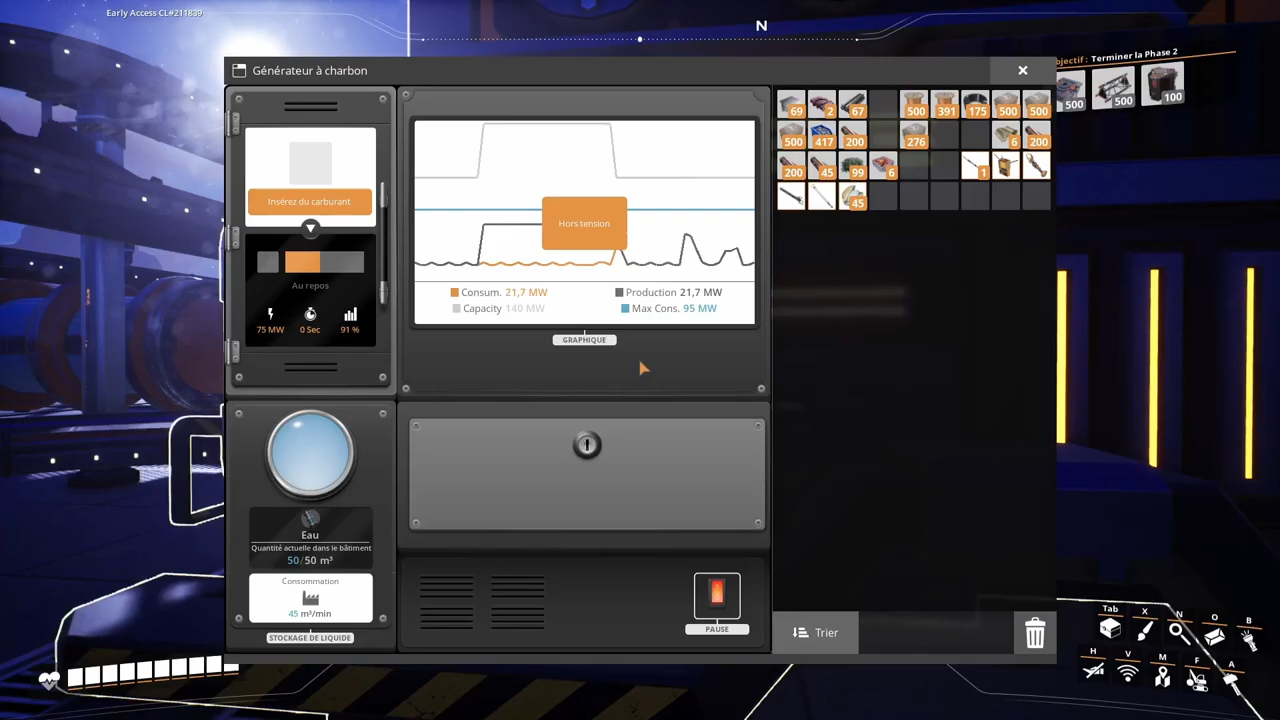 Early Access CL#211839
N
bjectif : Terminer la Phase 2
500
500
100
Générateur à charbon
Insérez du carburant
Au repos
75 MW
0 Sec
91 %
Hors tension
Consum. 21,7 MW
Production 21,7 MW
Capacity 140 MW
Max Cons. 95 MW
GRAPHIQUE
69
2
67
500
391
175
500
500
500
417
200
276
6
200
200
45
99
6
1
45
Eau
Quantité actuelle dans le bâtiment
50/50 m³
Consommation
45 m³/min
STOCKAGE DE LIQUIDE
PAUSE
Trier
Tab
X
N
O
B
H
V
M
F
A